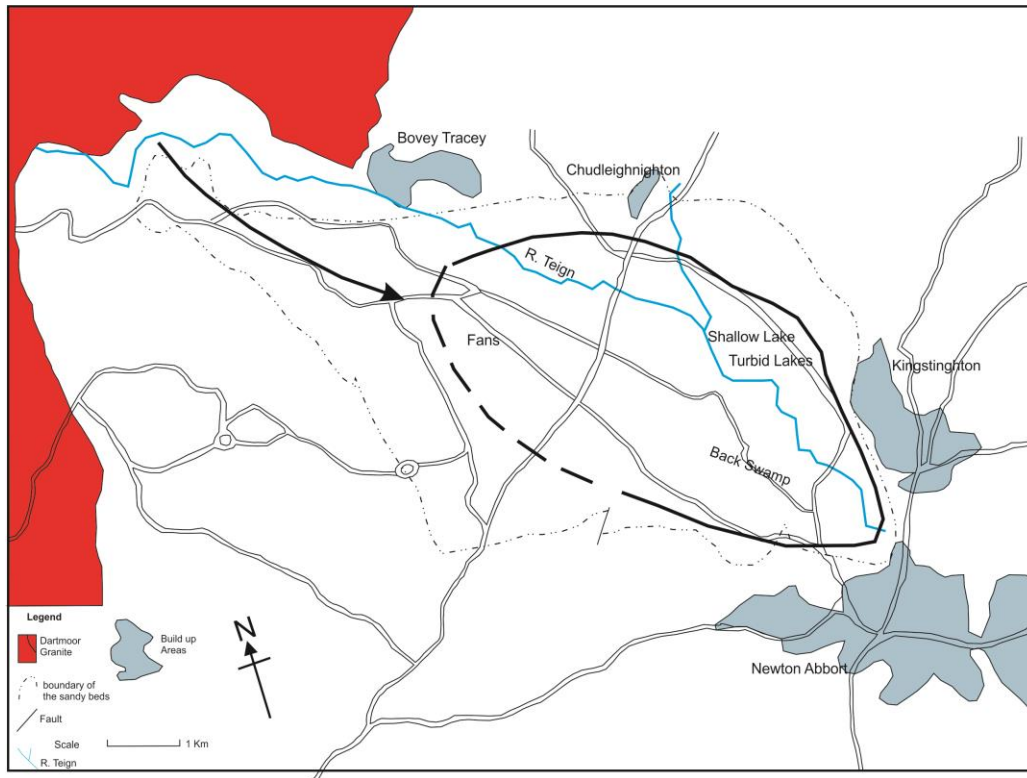 Bovey Tracey
Chudleighnighton
R. Teign
Shallow Lake
Turbid Lakes
Fans
Kingstinghton
Back Swamp
Newton Abbort
N
Legend
Dartmoor
Granite
Build up
Areas
boundary of
the sandy beds
Fault
Scale
1 Km
R. Teign